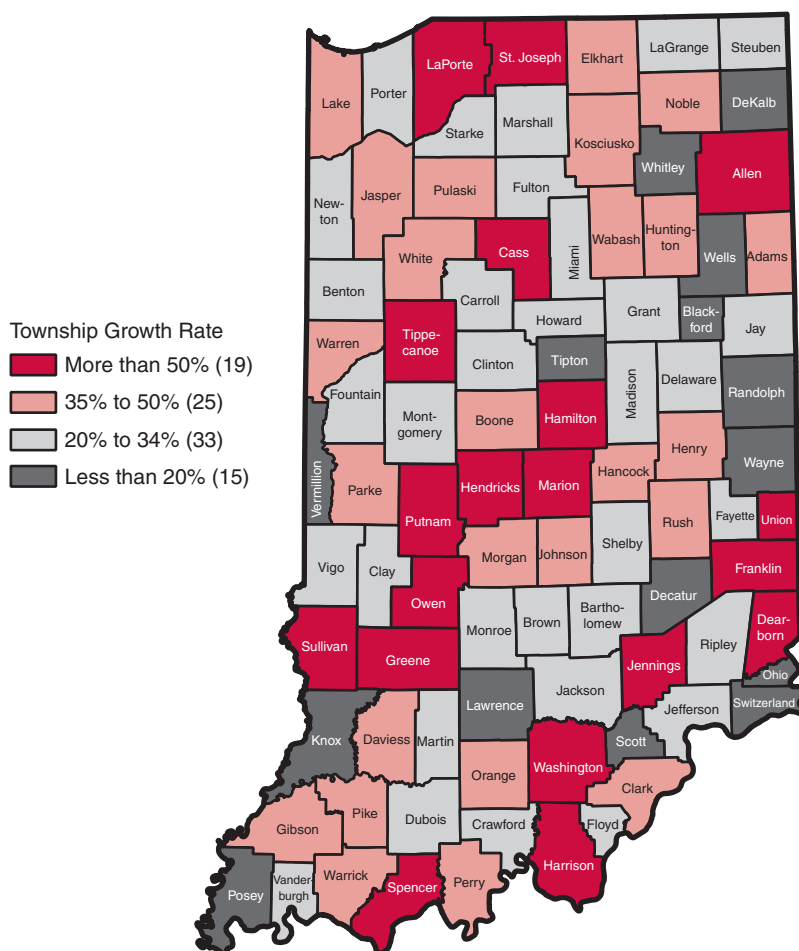 LaGrange
Steuben
St. Joseph
Elkhart
LaPorte
Porter
Lake
Noble
DeKalb
Starke
Marshall
Kosciusko
Whitley
Allen
Jasper
Pulaski
Fulton
New-
ton
Wabash
Hunting-
ton
Wells
Adams
White
Cass
Miami
Benton
Carroll
Grant
Black-
ford
Jay
Howard
Township Growth Rate
More than 50% (19)
35% to 50% (25)
20% to 34% (33)
Less than 20% (15)
Warren
Tippe-
canoe
Clinton
Tipton
Madison
Delaware
Randolph
Fountain
Mont-
gomery
Boone
Hamilton
Henry
Wayne
Vermillion
Parke
Putnam
Hendricks
Marion
Hancock
Rush
Fayette
Union
Vigo
Clay
Morgan
Johnson
Shelby
Franklin
Owen
Decatur
Sullivan
Greene
Monroe
Brown
Bartho-
lomew
Dear-
born
Ripley
Jennings
Ohio
Jackson
Lawrence
Jefferson
Switzerland
Knox
Daviess
Martin
Scott
Orange
Washington
Clark
Pike
Gibson
Dubois
Crawford
Floyd
Harrison
Posey
Vander-
burgh
Warrick
Spencer
Perry